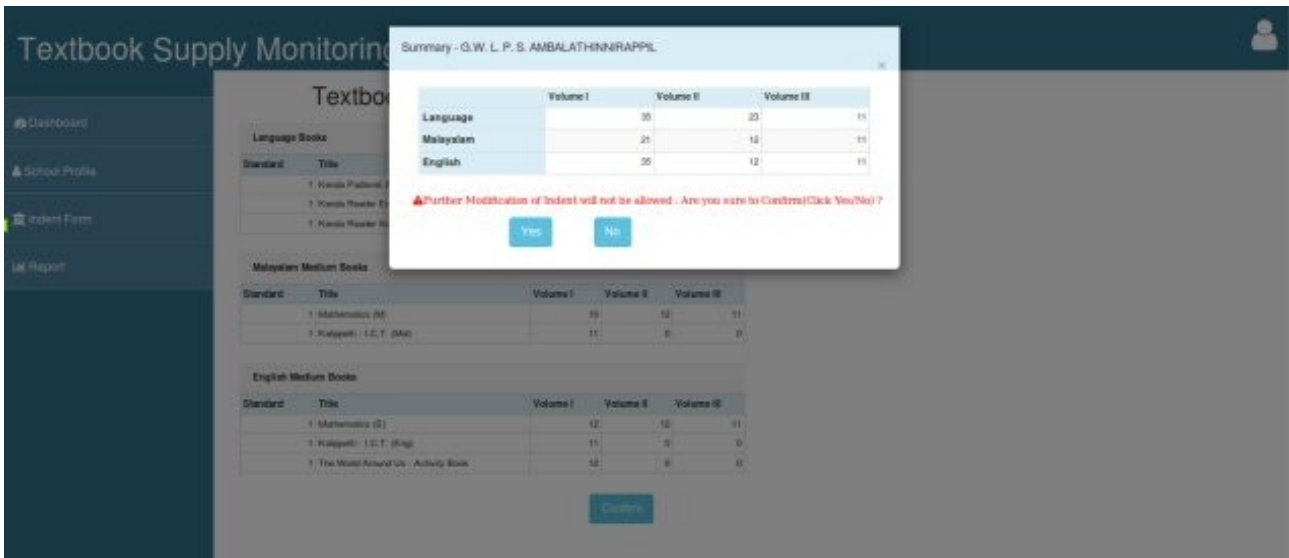 Textbook Supply Monitoring
Summary - G.W. L. P. S. AMBALATHINNIRAPPIL
×
Volume I Volume II Volume III
Language 35 23 11
Malayalam 21 12 11
English 35 12 11
Further Modification of Indent will not be allowed . Are you sure to Confirm(Click Yes/No) ?
Yes No
Dashboard
School Profile
Indent Form
Report
Textbo
Language Books
Standard Title
1 Kerala
1 Kerala Reader
1 Kerala Reader
Malayalam Medium Books
Standard Title Volume I Volume II Volume III
1 Mathematics (M) 12 11
1 Kalippetti - I.C.T. (Mal) 11 0 0
English Medium Books
Standard Title Volume I Volume II Volume III
1 Mathematics (E) 12 12 11
1 Kalippetti - I.C.T. (Eng) 11 0 0
1 The World Around Us - Activity Book 12 0 0
Confirm